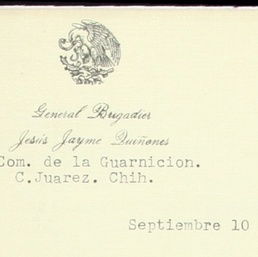 General Brigadier
Jesús Jayme Quiñones
Com. de la Guarnicion.
C.Juarez. Chih.
Septiembre 10